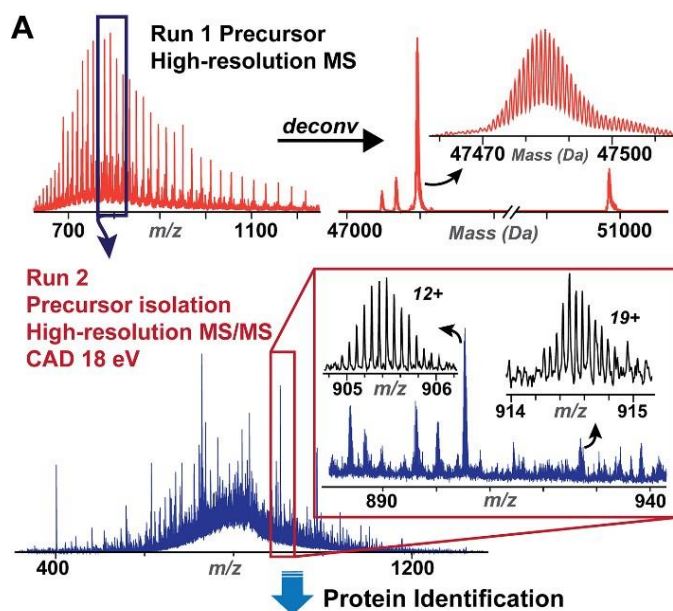 A
Run 1 Precursor
High-resolution MS
deconv
47470 Mass (Da) 47500
700 m/z 1100
47000 Mass (Da) 51000
Run 2
Precursor isolation
High-resolution MS/MS
CAD 18 eV
12+
19+
905 m/z 906
914 m/z 915
890 m/z 940
400 m/z 1200
Protein Identification